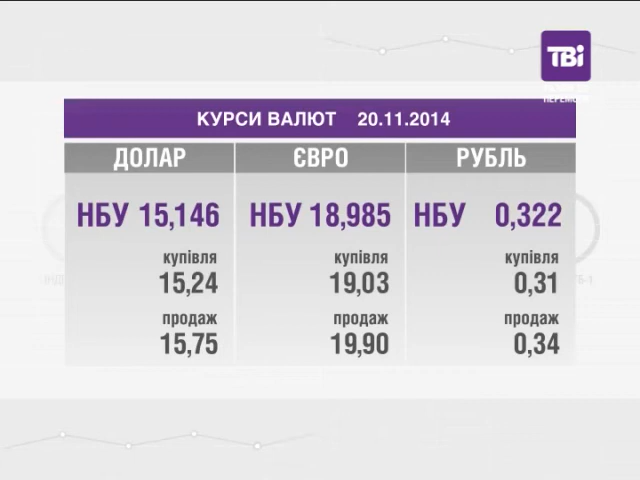 ТВі
КУРСИ ВАЛЮТ 20.11.2014
ДОЛАР ЄВРО РУБЛЬ
НБУ 15,146 НБУ 18,985 НБУ 0,322
купівля купівля купівля
15,24 19,03 0,31
продаж продаж продаж
15,75 19,90 0,34